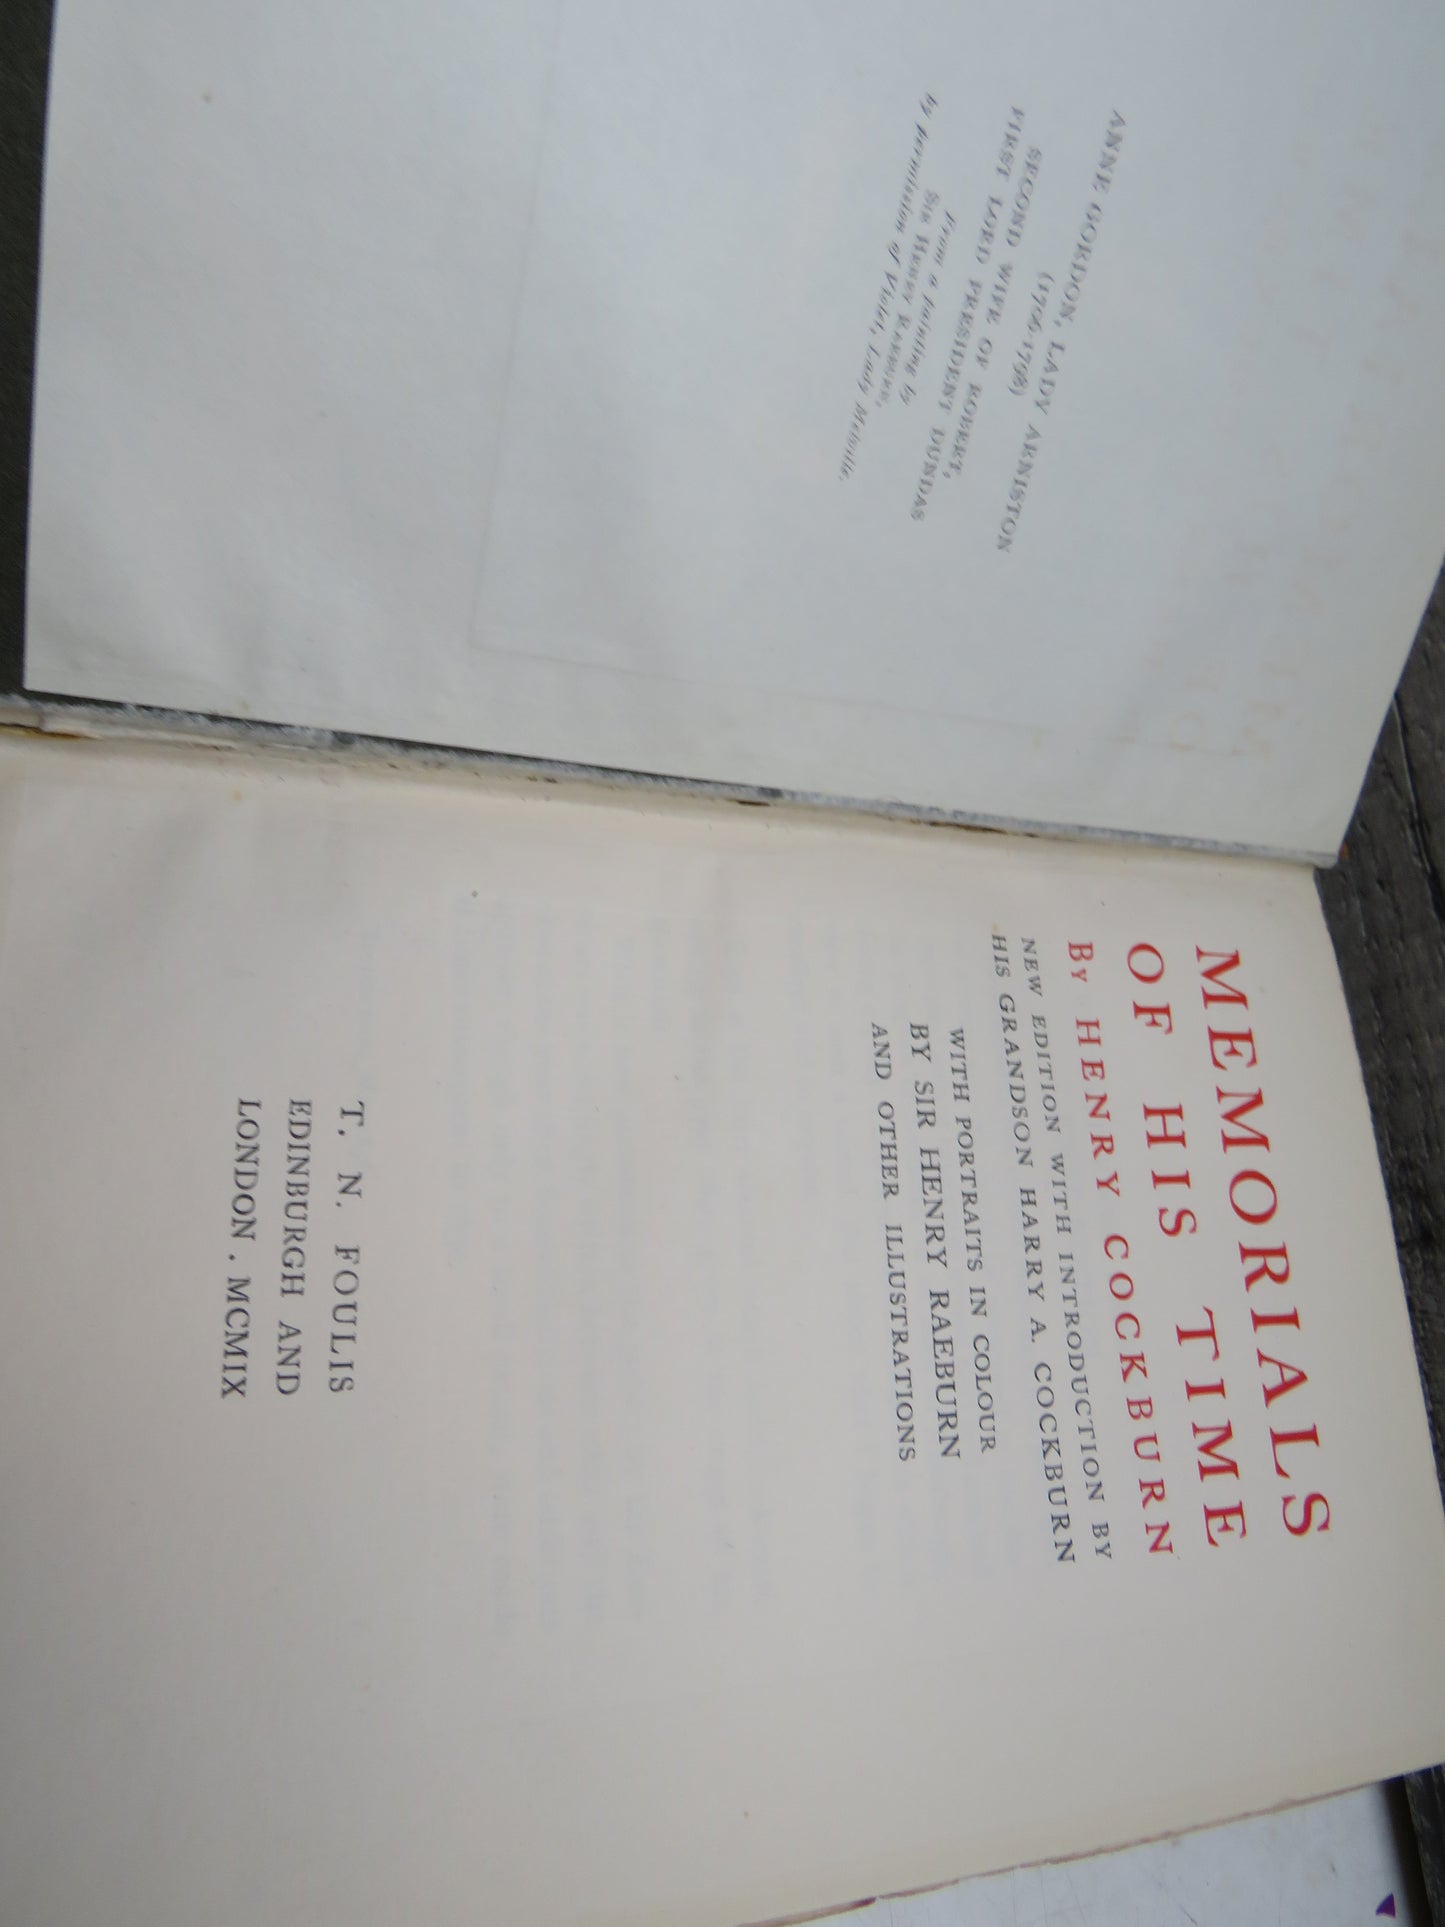 ANNE GORDON, LADY ARNISTON
(1706-1798)
SECOND WIFE OF ROBERT,
FIRST LORD PRESIDENT DUNDAS
From a painting by
SIR HENRY RAEBURN,
by permission of Violet, Lady Melville.
MEMORIALS
OF HIS TIME
BY HENRY COCKBURN
NEW EDITION WITH INTRODUCTION BY
HIS GRANDSON HARRY A. COCKBURN
WITH PORTRAITS IN COLOUR
BY SIR HENRY RAEBURN
AND OTHER ILLUSTRATIONS
T. N. FOULIS
EDINBURGH AND
LONDON . MCMIX